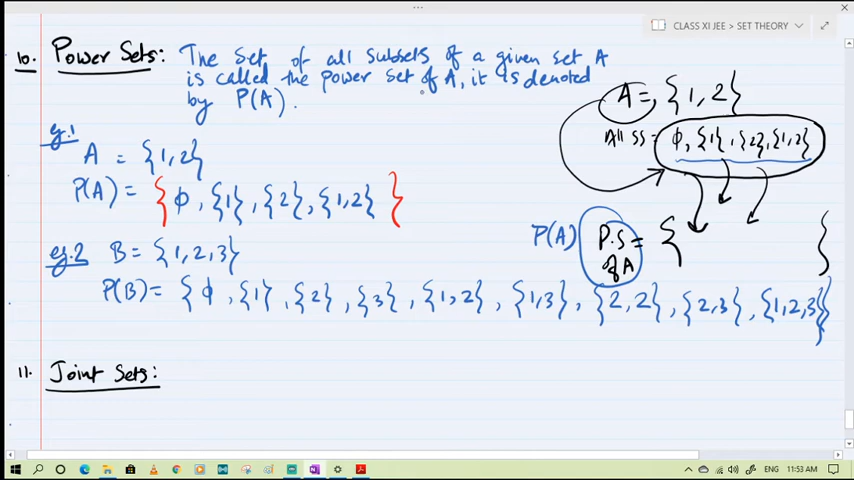 CLASS XI JEE > SET THEORY
10. Power Sets: The set of all subsets of a given set A
is called the power set of A, it is denoted
by P(A).
A = {1, 2}
All SS = φ, {1}, {2}, {1, 2}
eg.1
A = {1, 2}
P(A) = { φ, {1}, {2}, {1, 2} }
P(A) P.S = { }
of A
eg.2 B = {1, 2, 3}
P(B) = { φ, {1}, {2}, {3}, {1, 2}, {1, 3}, {2, 2}, {2, 3}, {1, 2, 3}}
11. Joint Sets:
ENG 11:53 AM